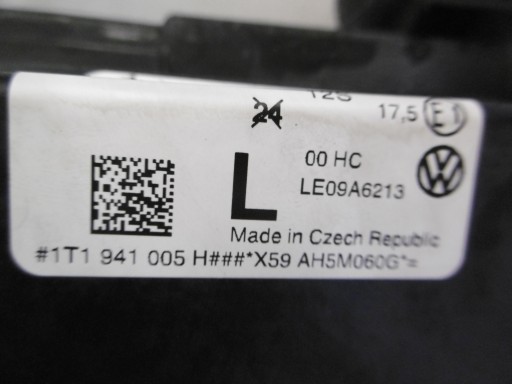 24 12S 17,5 E1
L 00 HC
LE09A6213
Made in Czech Republic
#1T1 941 005 H###*X59 AH5M060G*=